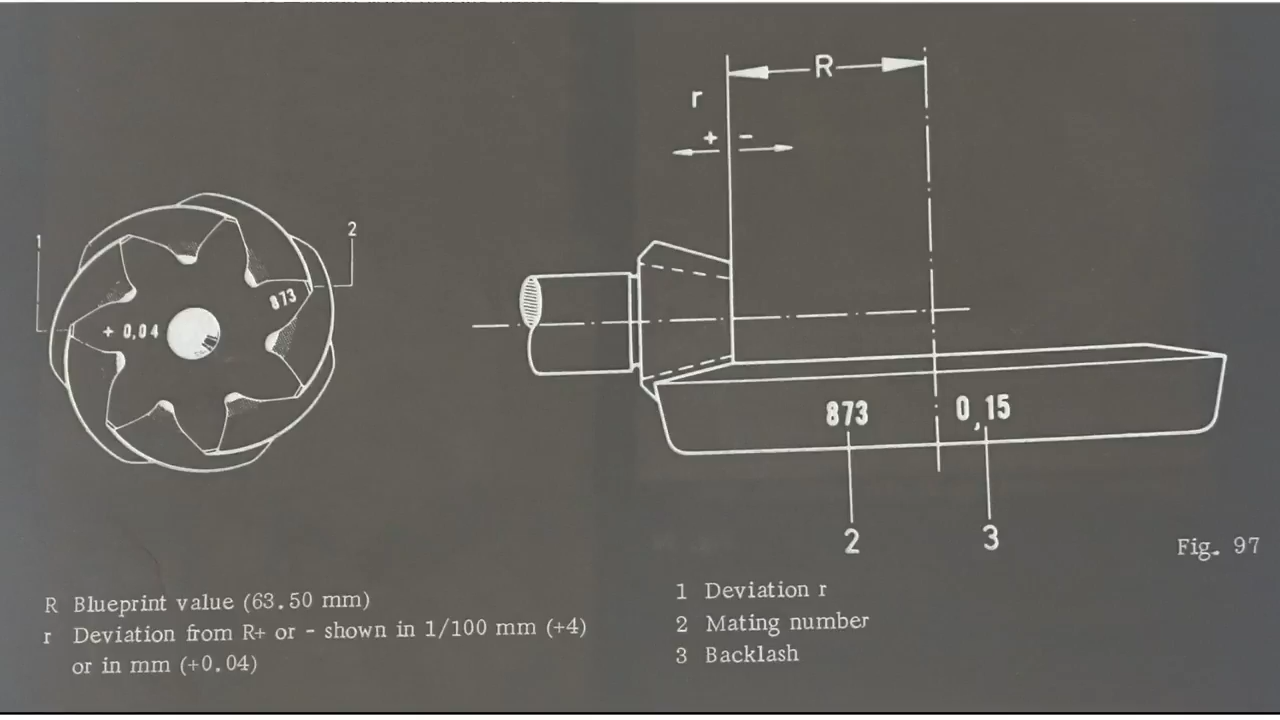 R
r
+ -
1
2
873
+ 0,04
873
0,15
2
3
Fig. 97
R Blueprint value (63.50 mm)
r Deviation from R+ or - shown in 1/100 mm (+4)
or in mm (+0.04)
1 Deviation r
2 Mating number
3 Backlash